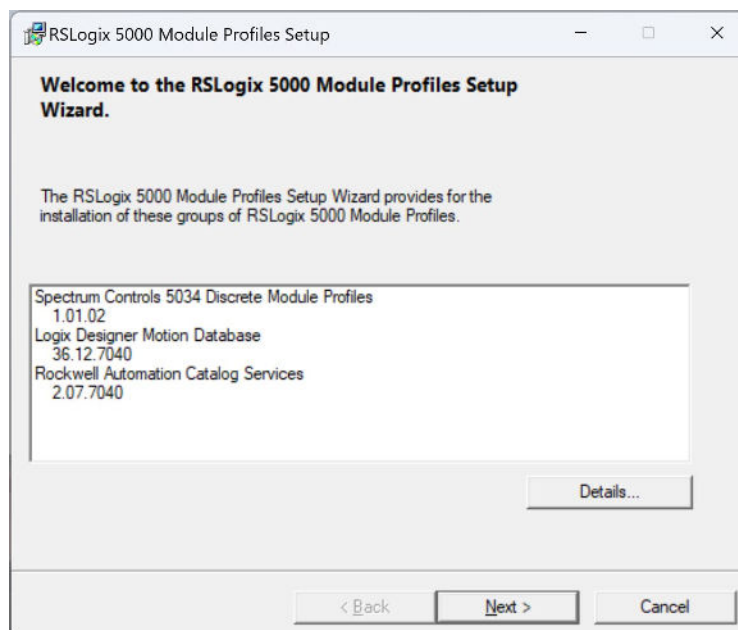 RSLogix 5000 Module Profiles Setup
Welcome to the RSLogix 5000 Module Profiles Setup
Wizard.
The RSLogix 5000 Module Profiles Setup Wizard provides for the
installation of these groups of RSLogix 5000 Module Profiles.
Spectrum Controls 5034 Discrete Module Profiles
1.01.02
Logix Designer Motion Database
36.12.7040
Rockwell Automation Catalog Services
2.07.7040
Details...
< Back
Next >
Cancel